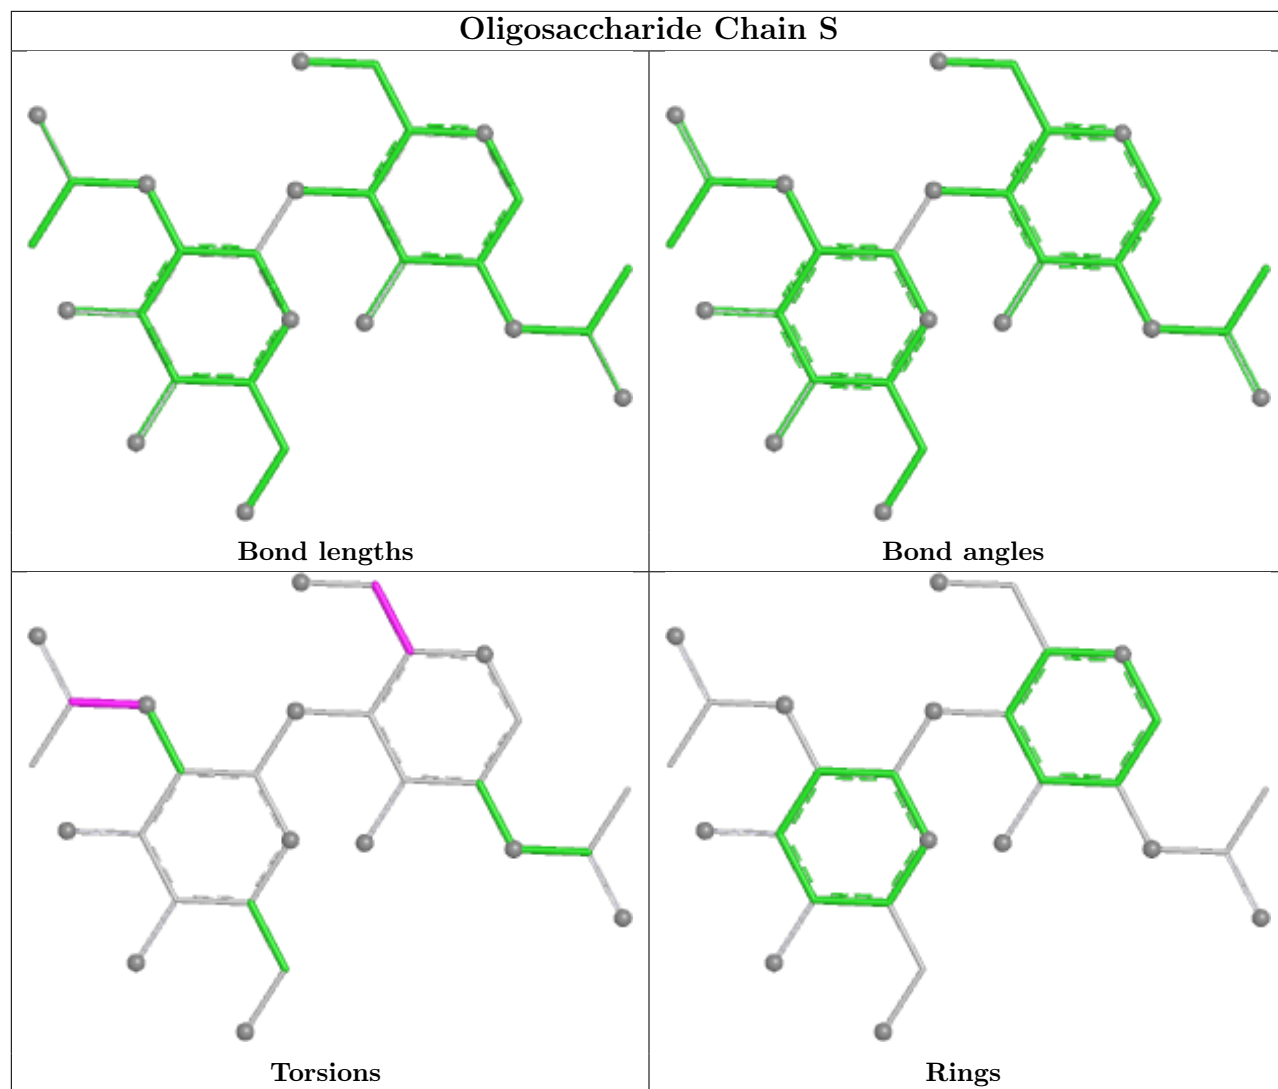 Oligosaccharide Chain S
Bond lengths
Bond angles
Torsions
Rings